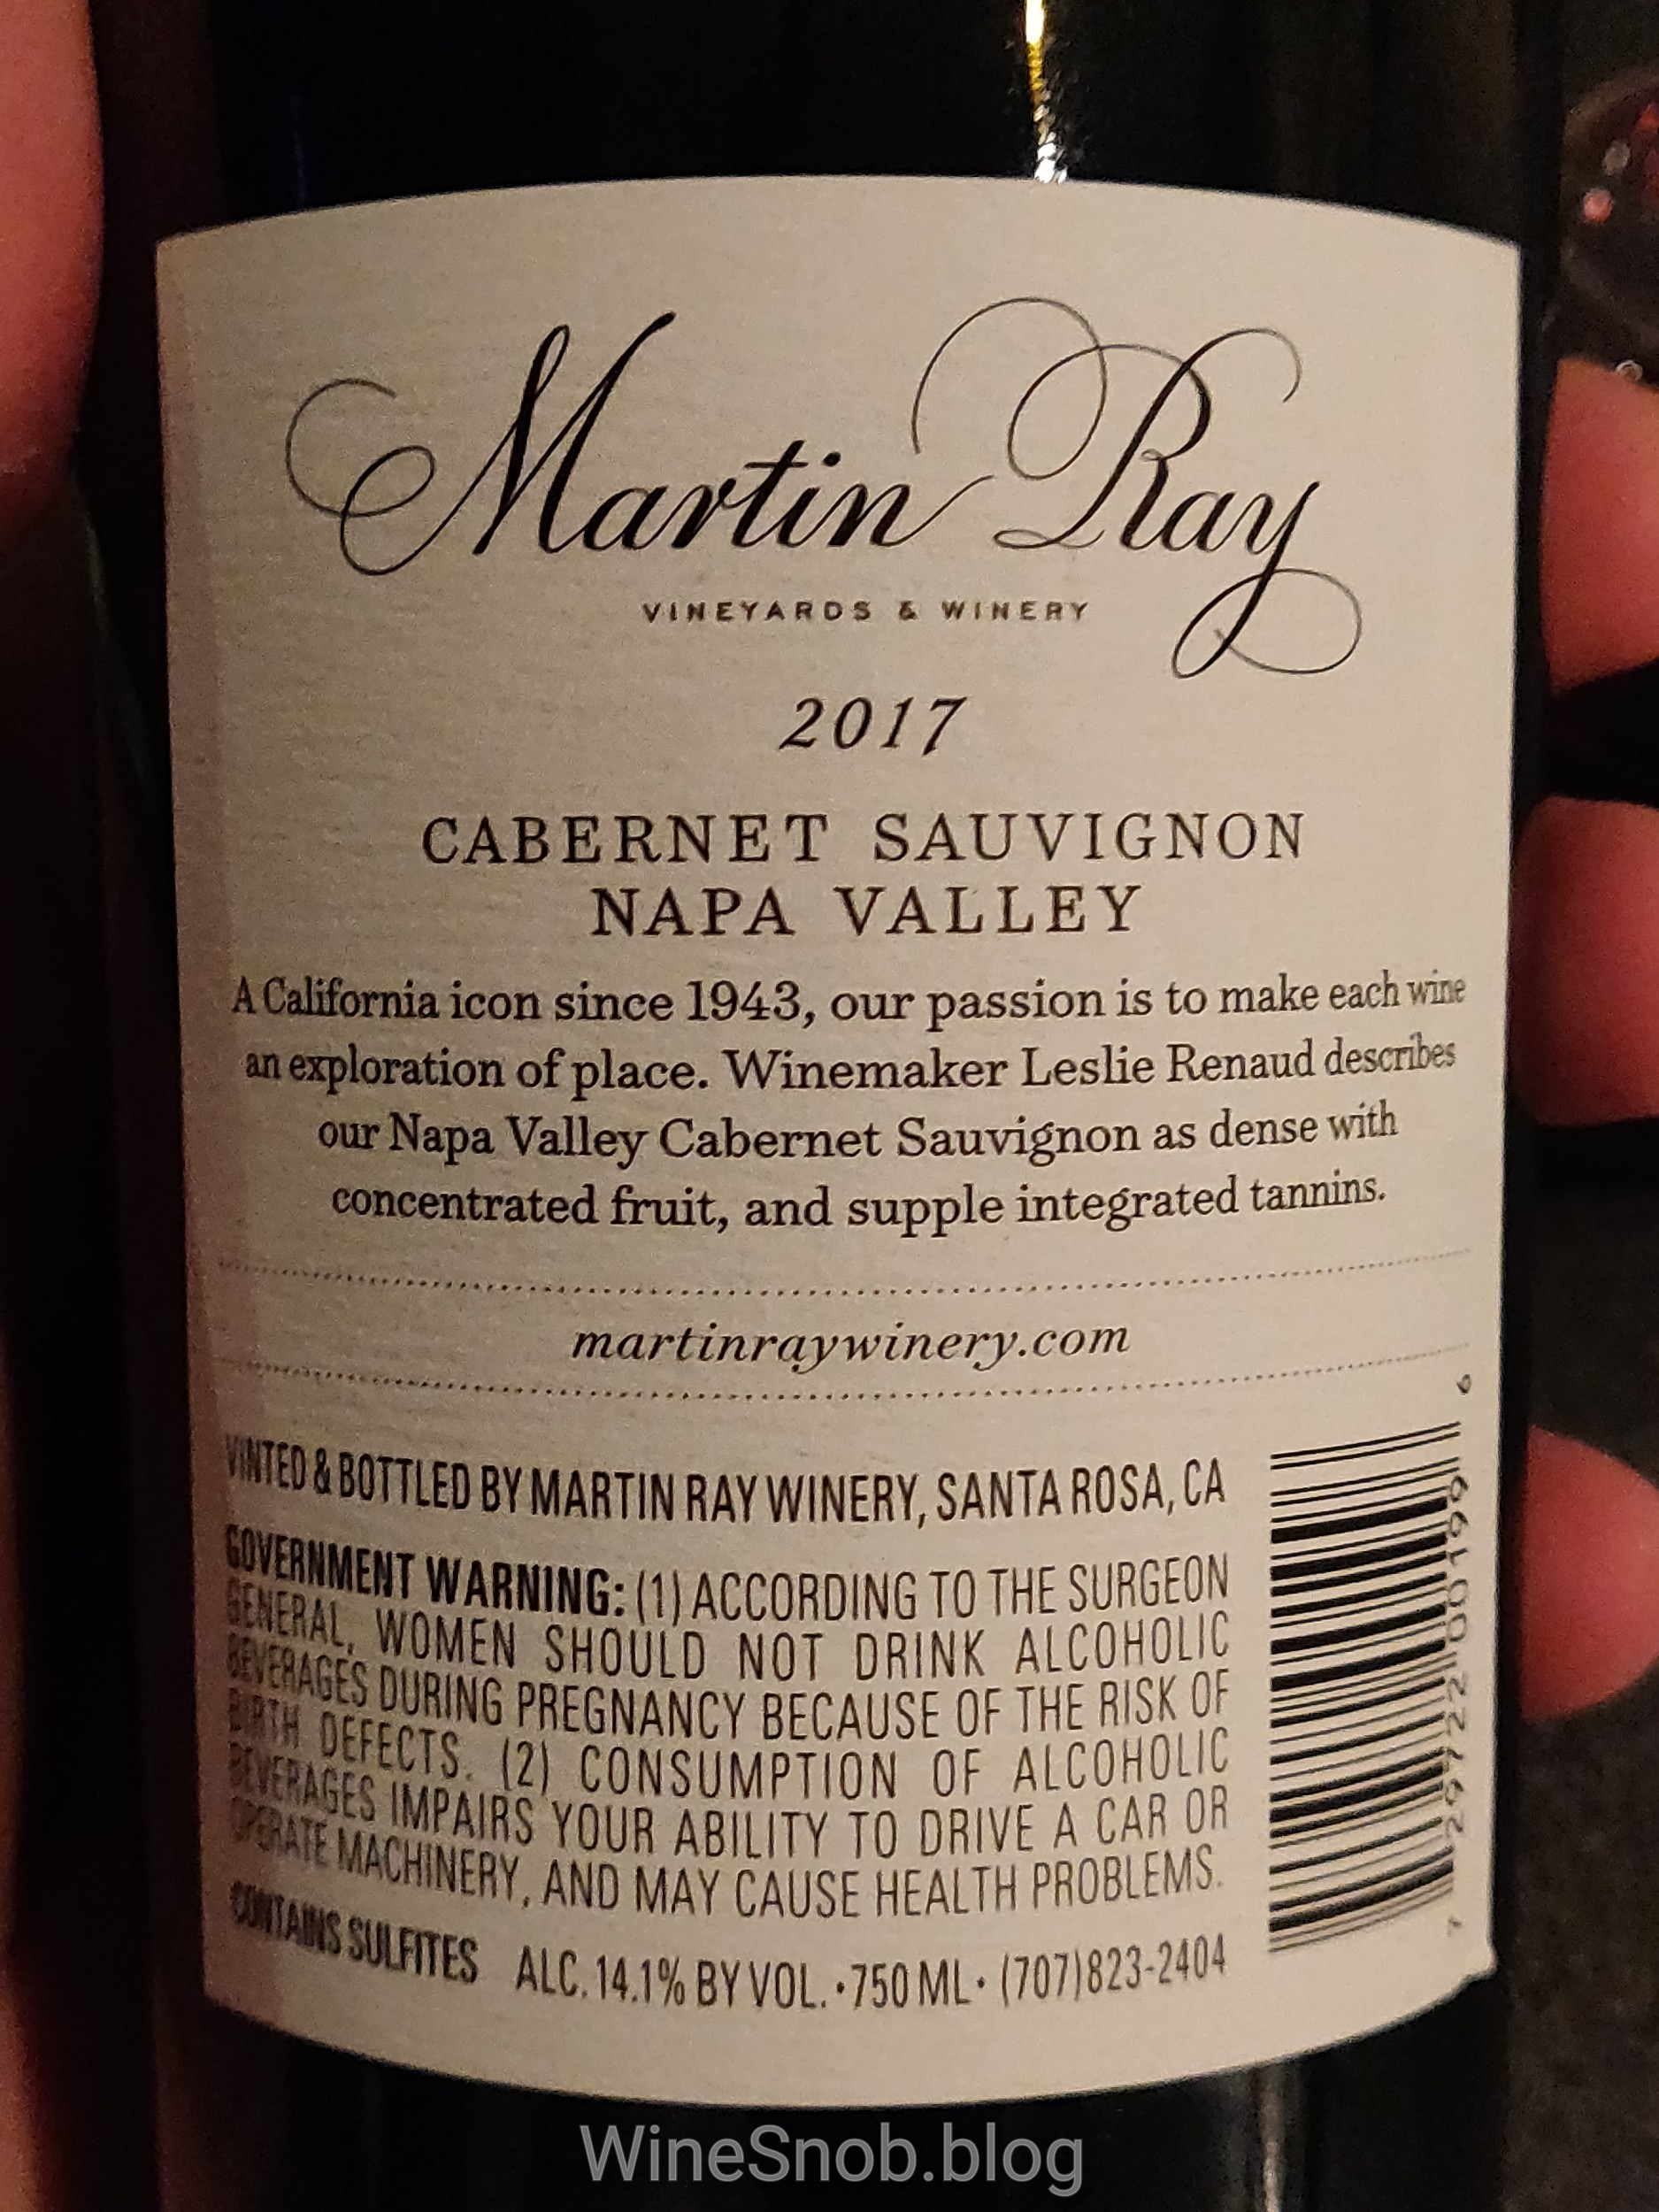 Martin Ray
VINEYARDS & WINERY
2017
CABERNET SAUVIGNON
NAPA VALLEY
A California icon since 1943, our passion is to make each wine
an exploration of place. Winemaker Leslie Renaud describes
our Napa Valley Cabernet Sauvignon as dense with
concentrated fruit, and supple integrated tannins.
martinraywinery.com
VINTED & BOTTLED BY MARTIN RAY WINERY, SANTA ROSA, CA
GOVERNMENT WARNING: (1) ACCORDING TO THE SURGEON
GENERAL, WOMEN SHOULD NOT DRINK ALCOHOLIC
BEVERAGES DURING PREGNANCY BECAUSE OF THE RISK OF
BIRTH DEFECTS. (2) CONSUMPTION OF ALCOHOLIC
BEVERAGES IMPAIRS YOUR ABILITY TO DRIVE A CAR OR
OPERATE MACHINERY, AND MAY CAUSE HEALTH PROBLEMS.
CONTAINS SULFITES ALC. 14.1% BY VOL. • 750 ML • (707)823-2404
7 29722 00199 6
WineSnob.blog